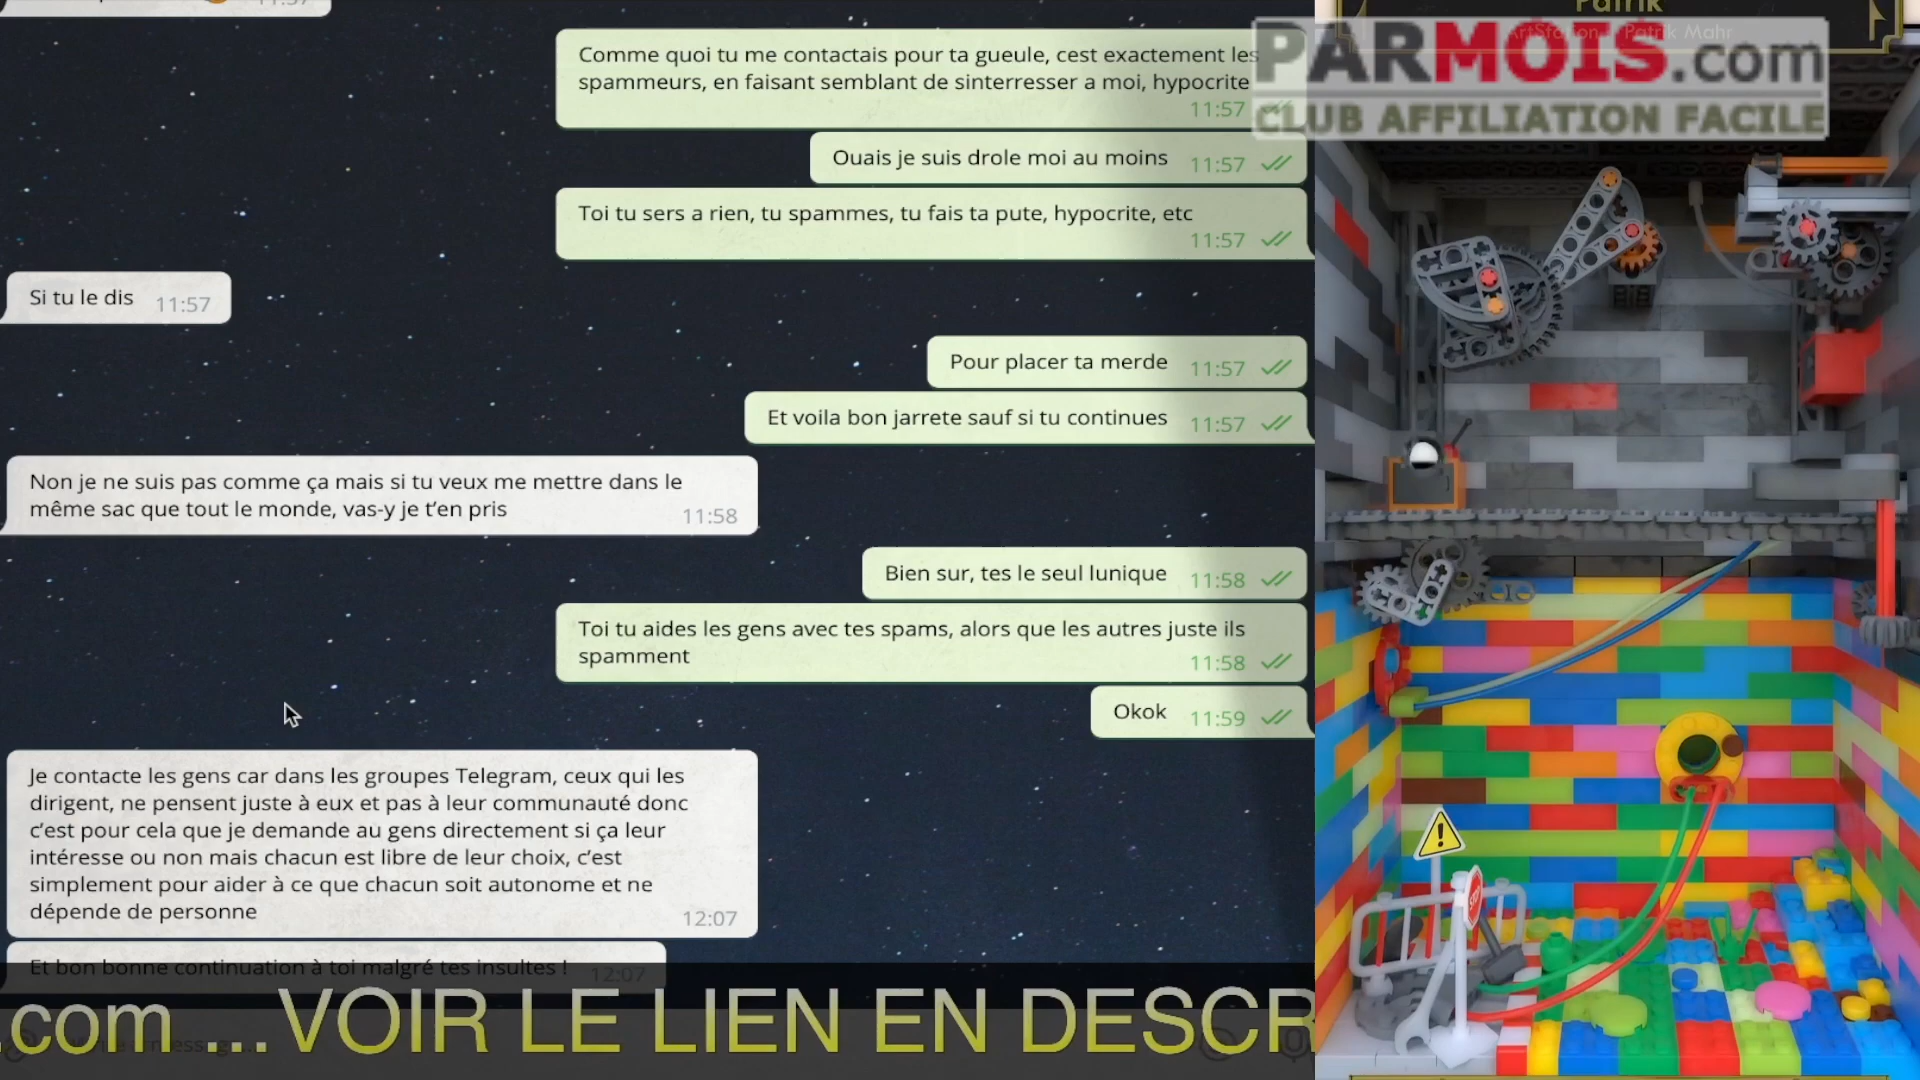 11:57
Comme quoi tu me contactais pour ta gueule, cest exactement les
spammeurs, en faisant semblant de sinterresser a moi, hypocrite
11:57
Ouais je suis drole moi au moins 11:57
Toi tu sers a rien, tu spammes, tu fais ta pute, hypocrite, etc
11:57
Si tu le dis 11:57
Pour placer ta merde 11:57
Et voila bon jarrete sauf si tu continues 11:57
Non je ne suis pas comme ça mais si tu veux me mettre dans le
même sac que tout le monde, vas-y je t’en pris
11:58
Bien sur, tes le seul lunique 11:58
Toi tu aides les gens avec tes spams, alors que les autres juste ils
spamment 11:58
Okok 11:59
Je contacte les gens car dans les groupes Telegram, ceux qui les
dirigent, ne pensent juste à eux et pas à leur communauté donc
c’est pour cela que je demande au gens directement si ça leur
intéresse ou non mais chacun est libre de leur choix, c’est
simplement pour aider à ce que chacun soit autonome et ne
dépende de personne
12:07
Et bon bonne continuation à toi malgré tes insultes ! 12:07
com ...VOIR LE LIEN EN DESCR
Patrik
ArtStation - Patrik Mahr
PARMOIS.com
CLUB AFFILIATION FACILE
STOP